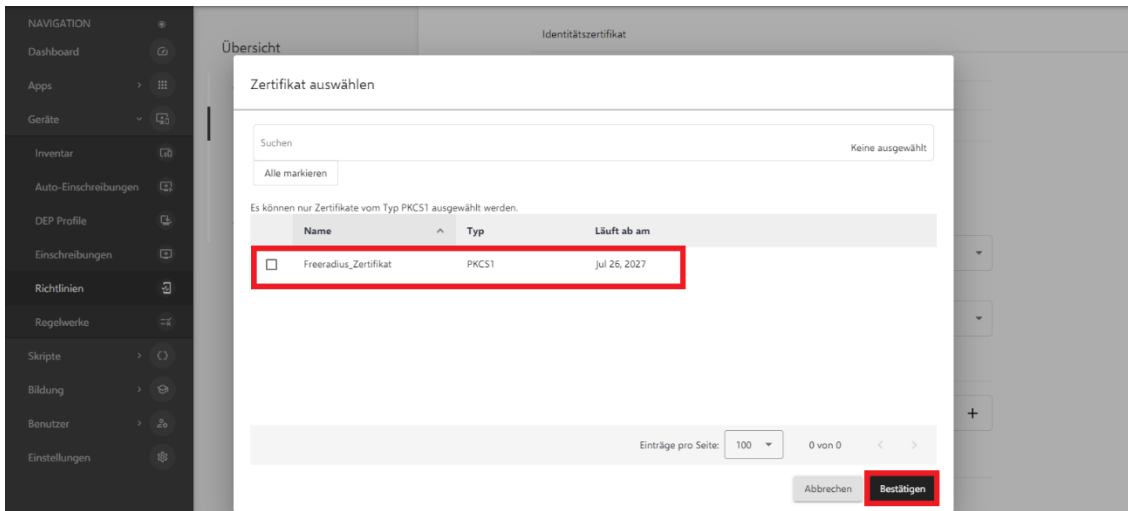 NAVIGATION
Dashboard
Apps
Geräte
Inventar
Auto-Einschreibungen
DEP Profile
Einschreibungen
Richtlinien
Regelwerke
Skripte
Bildung
Benutzer
Einstellungen
Übersicht
Identitätszertifikat
Zertifikat auswählen
Suchen
Keine ausgewählt
Alle markieren
Es können nur Zertifikate vom Typ PKCS1 ausgewählt werden.
Name Typ Läuft ab am
Freeradius_Zertifikat PKCS1 Jul 26, 2027
Einträge pro Seite: 100 0 von 0
Abbrechen Bestätigen